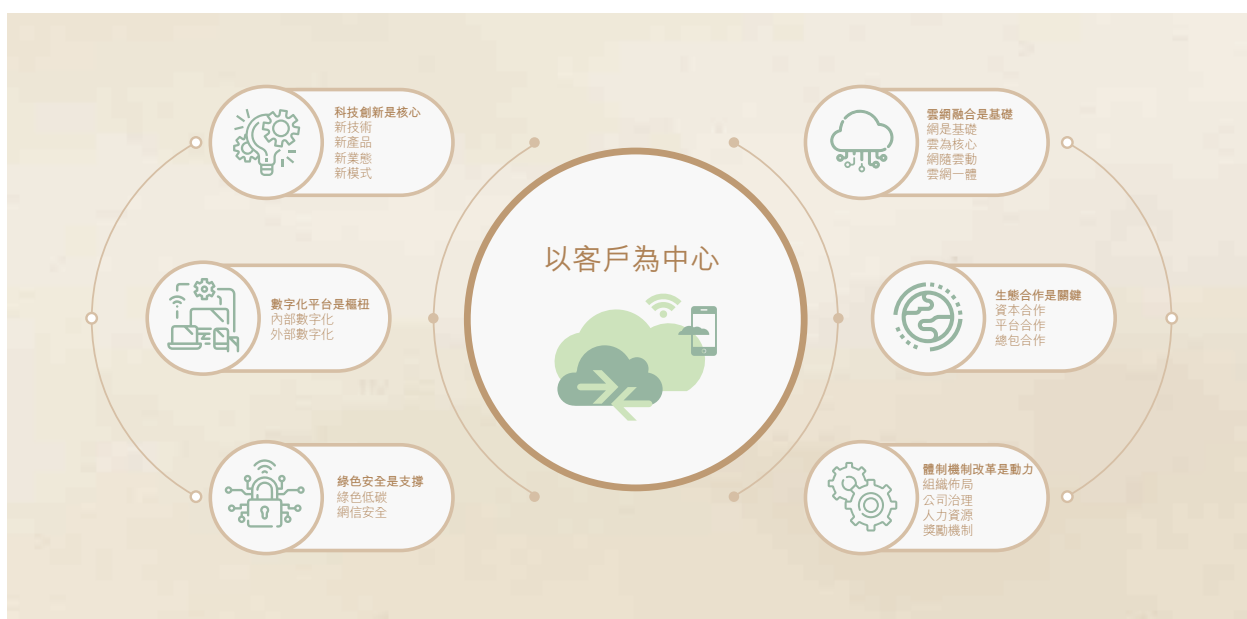 科技創新是核心
新技術
新產品
新業態
新模式
數字化平台是樞杻
內部數字化
外部數字化
綠色安全是支撐
綠色低碳
網信安全
以客戶為中心
雲網融合是基礎
網是基礎
雲為核心
網隨雲動
雲網一體
生態合作是關鍵
資本合作
平台合作
總包合作
體制機制改革是動力
組織佈局
公司治理
人力資源
獎勵機制